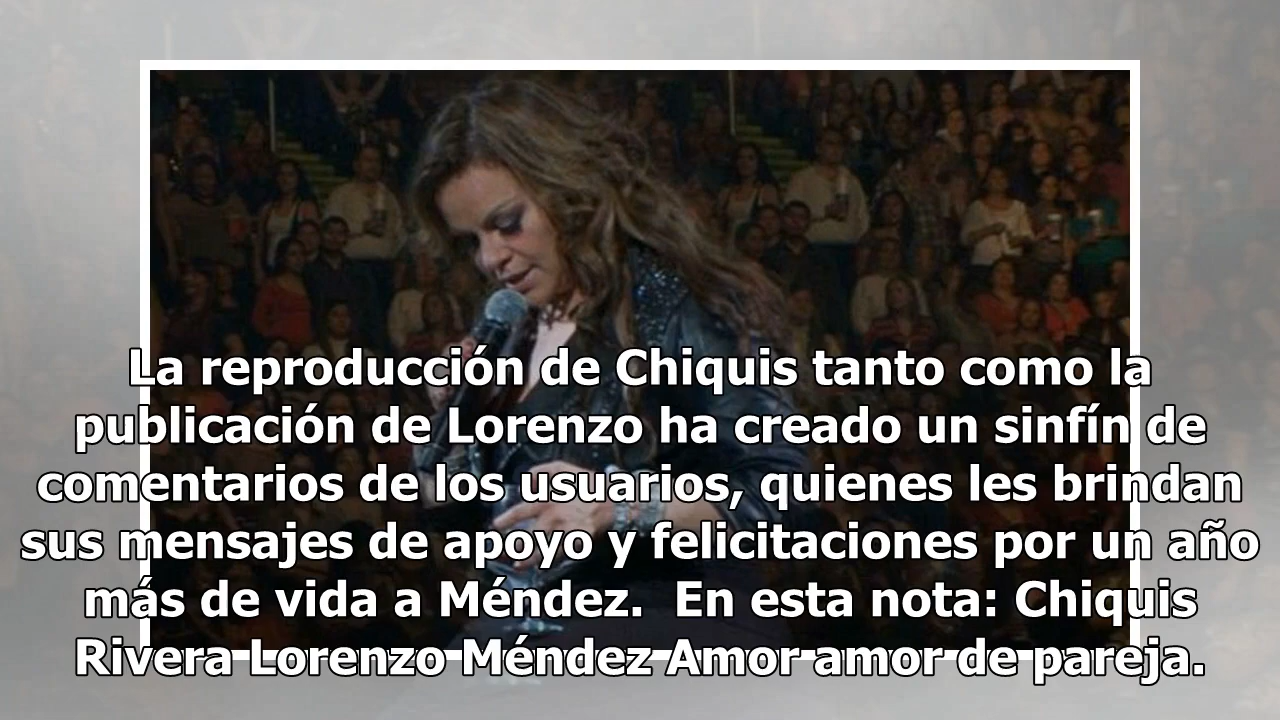 La reproducción de Chiquis tanto como la
publicación de Lorenzo ha creado un sinfín de
comentarios de los usuarios, quienes les brindan
sus mensajes de apoyo y felicitaciones por un año
más de vida a Méndez.  En esta nota: Chiquis
Rivera Lorenzo Méndez Amor amor de pareja.